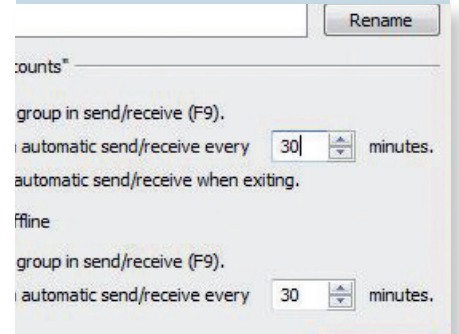 Rename
counts"
group in send/receive (F9).
automatic send/receive every 30 minutes.
automatic send/receive when exiting.
ffline
group in send/receive (F9).
automatic send/receive every 30 minutes.